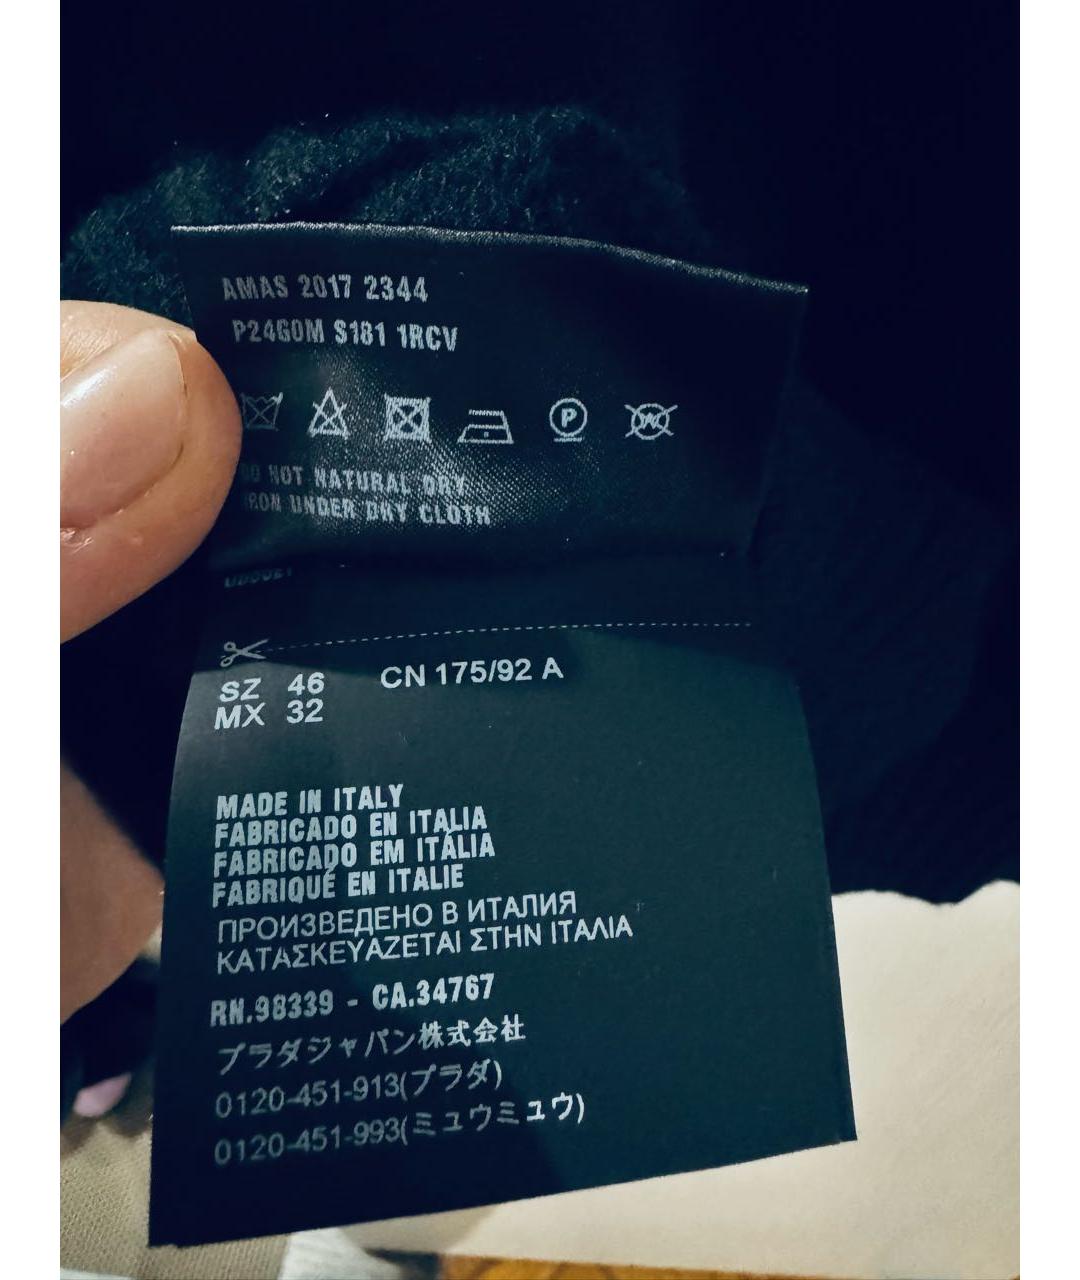 AMAS 2017 2344
P24G0M S181 1RCV
P
W
DO NOT NATURAL DRY
IRON UNDER DRY CLOTH
SZ 46 CN 175/92 A
MX 32
MADE IN ITALY
FABRICADO EN ITALIA
FABRICADO EM ITÁLIA
FABRIQUÉ EN ITALIE
ПРОИЗВЕДЕНО В ИТАЛИЯ
ΚΑΤΑΣΚΕΥΑΖΕΤΑΙ ΣΤΗΝ ΙΤΑΛΙΑ
RN.98339 - CA.34767
プラダジャパン株式会社
0120-451-913(プラダ)
0120-451-993(ミュウミュウ)